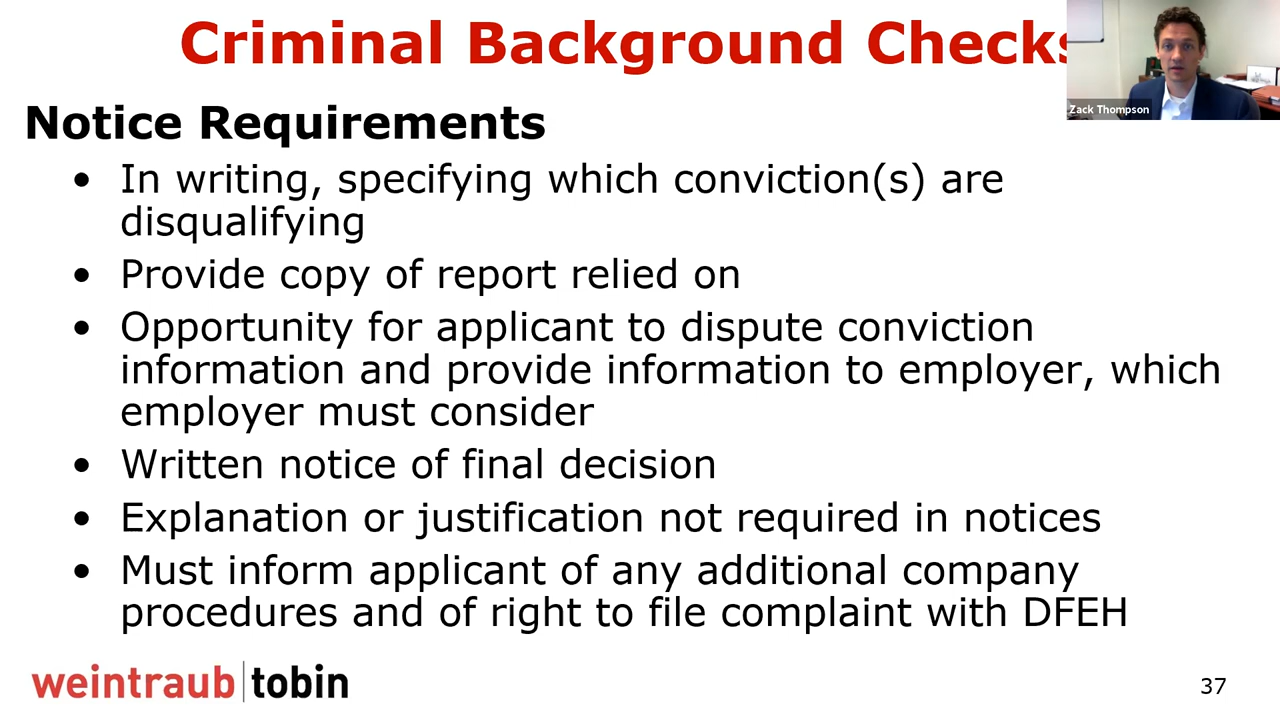 Criminal Background Checks
Zack Thompson
Notice Requirements
• In writing, specifying which conviction(s) are
disqualifying
• Provide copy of report relied on
• Opportunity for applicant to dispute conviction
information and provide information to employer, which
employer must consider
• Written notice of final decision
• Explanation or justification not required in notices
• Must inform applicant of any additional company
procedures and of right to file complaint with DFEH
weintraub tobin
37